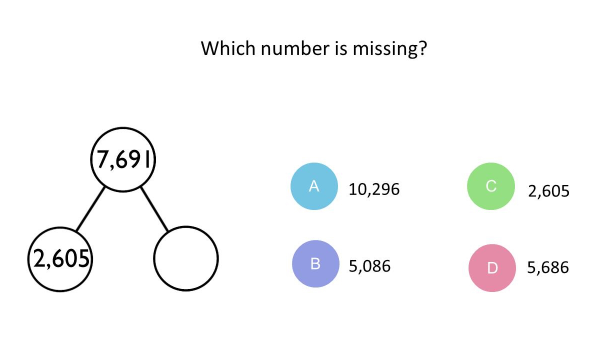 Which number is missing?
7,691
2,605
A 10,296
B 5,086
C 2,605
D 5,686